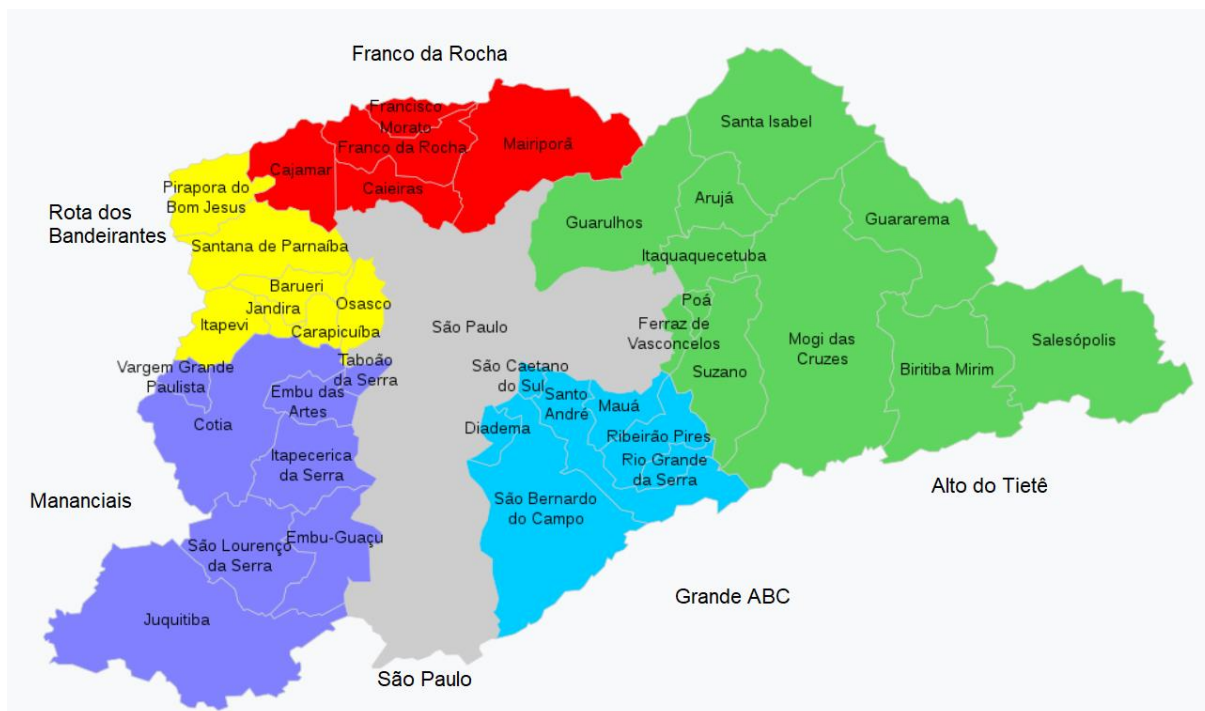 Franco da Rocha
Francisco
Morato
Franco da Rocha
Mairiporã
Santa Isabel
Cajamar
Caieiras
Pirapora do
Bom Jesus
Arujá
Guarulhos
Guararema
Rota dos
Bandeirantes
Santana de Parnaíba
Itaquaquecetuba
Barueri
Jandira
Osasco
Itapevi
Carapicuíba
São Paulo
Poá
Ferraz de
Vasconcelos
Mogi das
Cruzes
Salesópolis
Vargem Grande
Paulista
Taboão
da Serra
São Caetano
do Sul
Suzano
Biritiba Mirim
Embu das
Artes
Santo
André
Mauá
Cotia
Diadema
Ribeirão Pires
Itapecerica
da Serra
Rio Grande
da Serra
Mananciais
São Bernardo
do Campo
Alto do Tietê
São Lourenço
da Serra
Embu-Guaçu
Grande ABC
Juquitiba
São Paulo